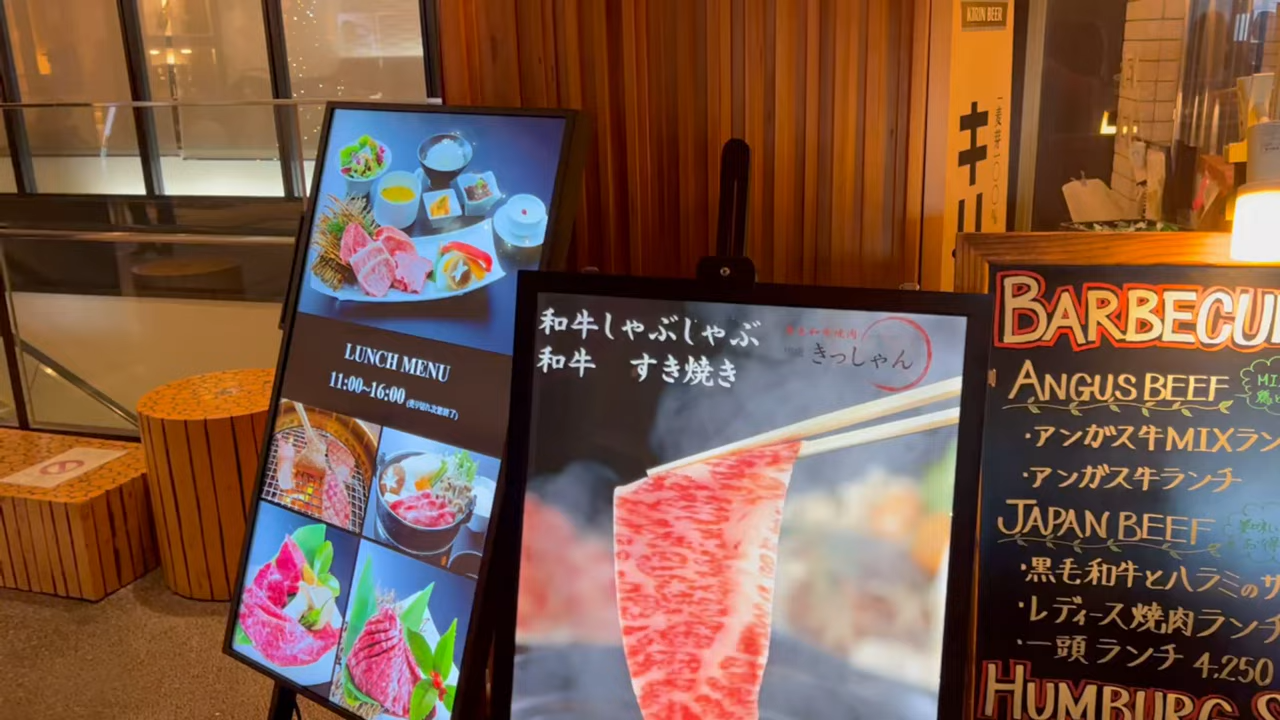 LUNCH MENU
11:00~16:00
和牛しゃぶしゃぶ
和牛 すき焼き
きっしゃん
KIRIN BEER
キリ
BARBECU
ANGUS BEEF
・アンガス牛MIXラン
・アンガス牛ランチ
JAPAN BEEF
・黒毛和牛とハラミのサ
・レディース焼肉ランチ
・一頭ランチ 4,250
HUMBURG S